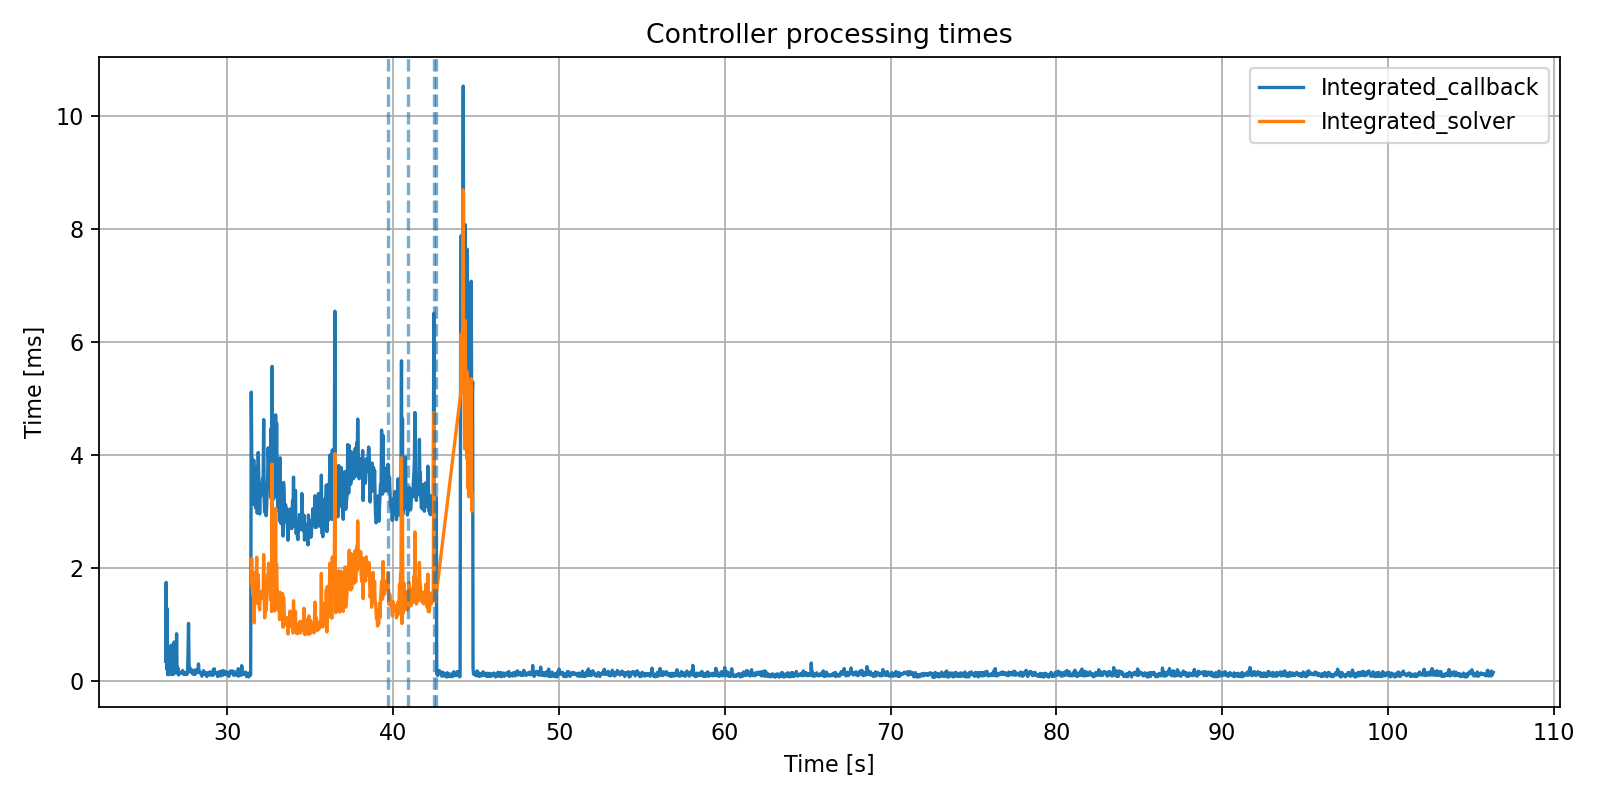 Controller processing times
Integrated_callback
Integrated_solver
Time [ms]
10
8
6
4
2
0
30 40 50 60 70 80 90 100 110
Time [s]